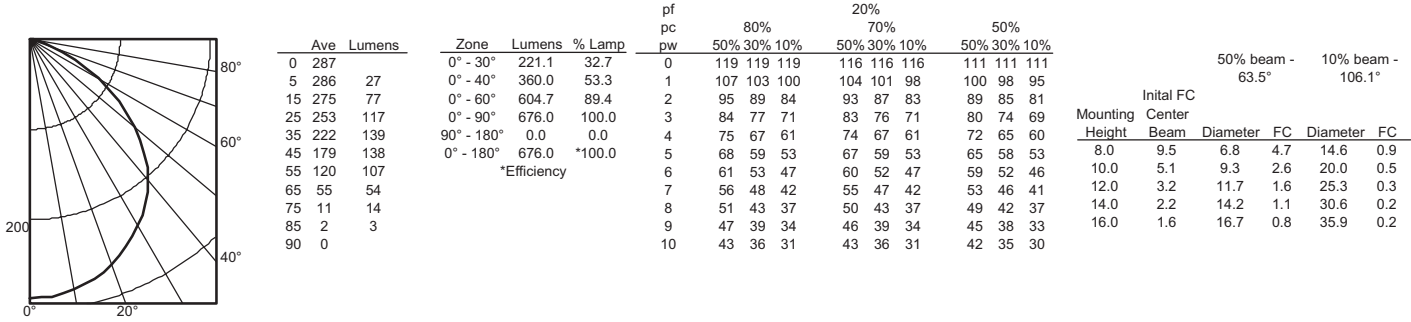 80°
60°
40°
200
0° 20°
Ave Lumens
0 287
5 286 27
15 275 77
25 253 117
35 222 139
45 179 138
55 120 107
65 55 54
75 11 14
85 2 3
90 0
Zone Lumens % Lamp
0° - 30° 221.1 32.7
0° - 40° 360.0 53.3
0° - 60° 604.7 89.4
0° - 90° 676.0 100.0
90° - 180° 0.0 0.0
0° - 180° 676.0 *100.0
*Efficiency
pf 20%
pc 80% 70% 50%
pw 50% 30% 10% 50% 30% 10% 50% 30% 10%
0 119 119 119 116 116 116 111 111 111
1 107 103 100 104 101 98 100 98 95
2 95 89 84 93 87 83 89 85 81
3 84 77 71 83 76 71 80 74 69
4 75 67 61 74 67 61 72 65 60
5 68 59 53 67 59 53 65 58 53
6 61 53 47 60 52 47 59 52 46
7 56 48 42 55 47 42 53 46 41
8 51 43 37 50 43 37 49 42 37
9 47 39 34 46 39 34 45 38 33
10 43 36 31 43 36 31 42 35 30
50% beam - 10% beam -
63.5° 106.1°
Inital FC
Mounting Center
Height Beam Diameter FC Diameter FC
8.0 9.5 6.8 4.7 14.6 0.9
10.0 5.1 9.3 2.6 20.0 0.5
12.0 3.2 11.7 1.6 25.3 0.3
14.0 2.2 14.2 1.1 30.6 0.2
16.0 1.6 16.7 0.8 35.9 0.2